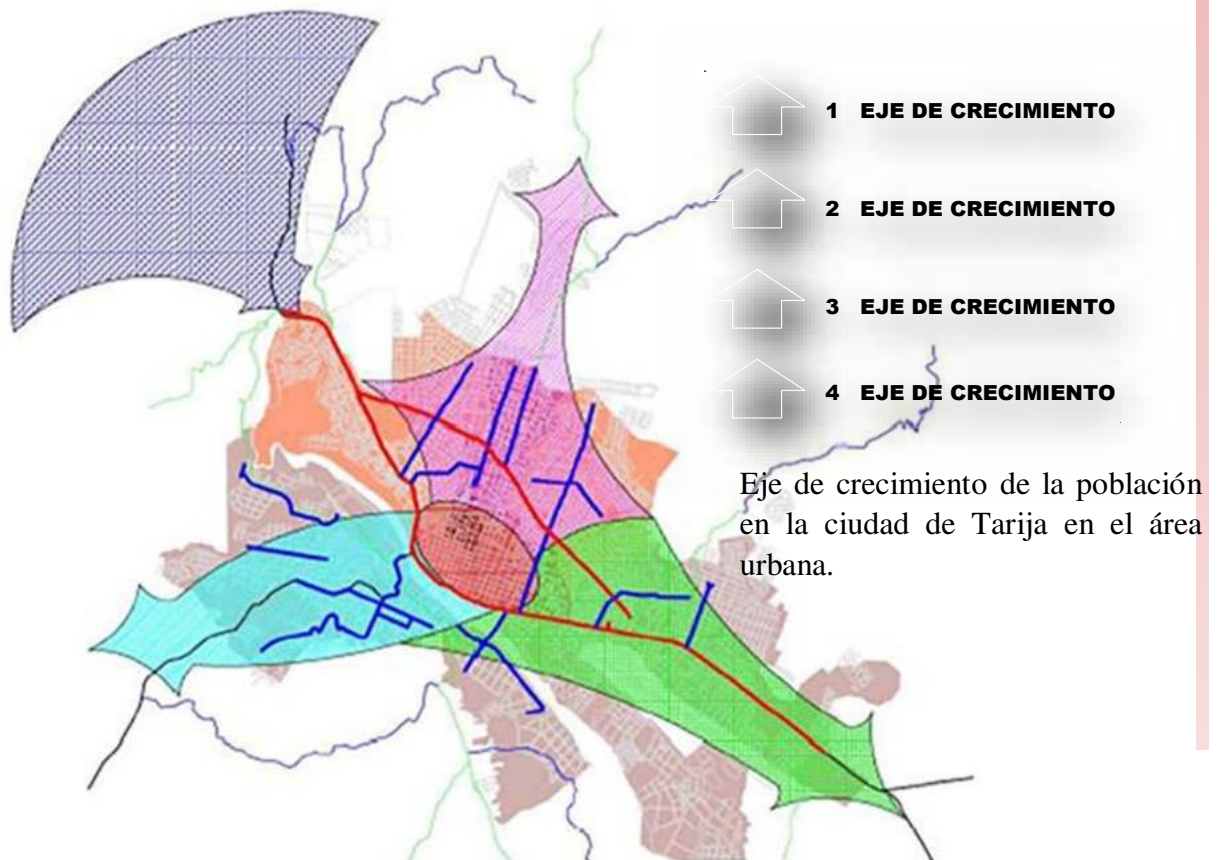 1 EJE DE CRECIMIENTO
2 EJE DE CRECIMIENTO
3 EJE DE CRECIMIENTO
4 EJE DE CRECIMIENTO
Eje de crecimiento de la población
en la ciudad de Tarija en el área
urbana.